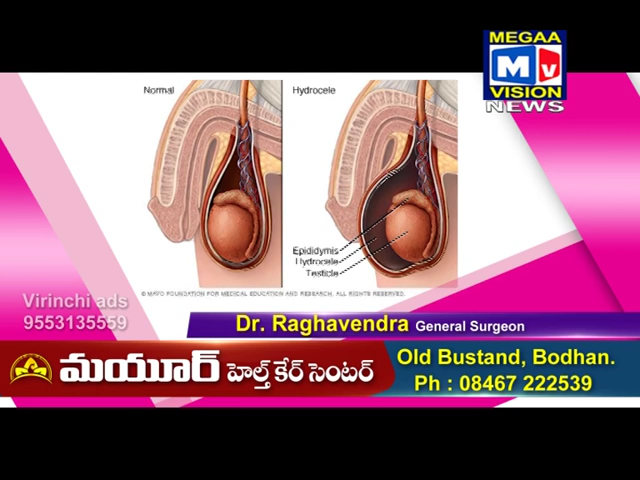 MEGAA
Mv
VISION
NEWS
Normal
Hydrocele
Epididymis
Hydrocele
Testicle
© MAYO FOUNDATION FOR MEDICAL EDUCATION AND RESEARCH. ALL RIGHTS RESERVED.
Virinchi ads
9553135559
Dr. Raghavendra General Surgeon
మయూర్ హెల్త్ కేర్ సెంటర్
Old Bustand, Bodhan.
Ph : 08467 222539